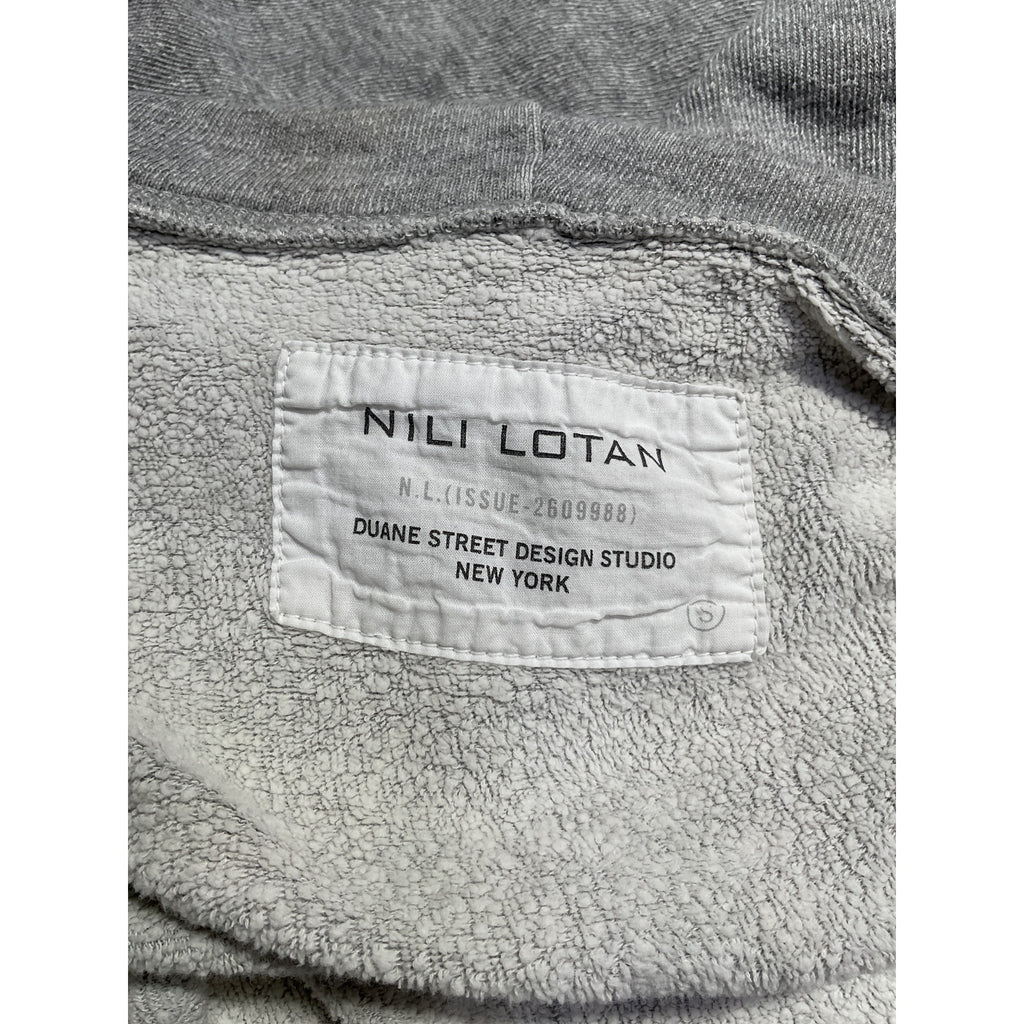 NILI LOTAN
N.L.(ISSUE-2609988)
DUANE STREET DESIGN STUDIO
NEW YORK
S